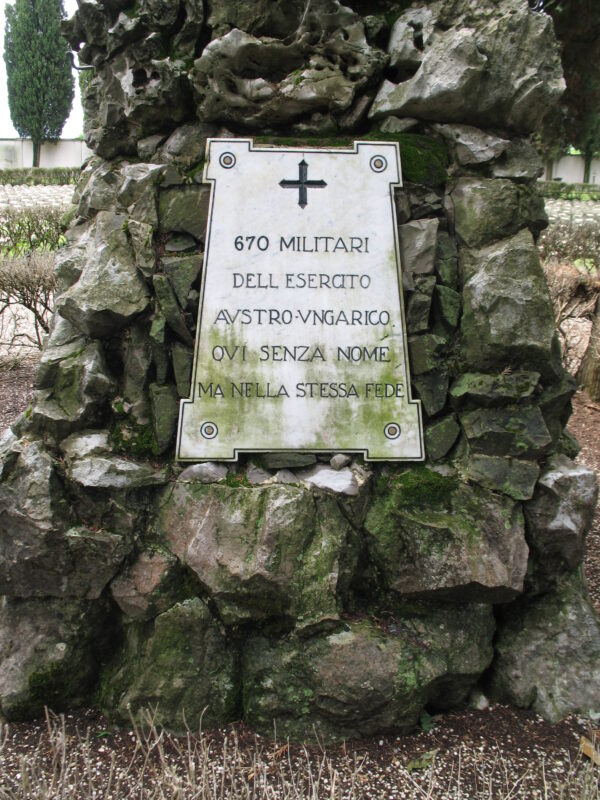 670 MILITARI
DELL ESERCITO
AVSTRO·VNGARICO
QVI SENZA NOME
MA NELLA STESSA FEDE